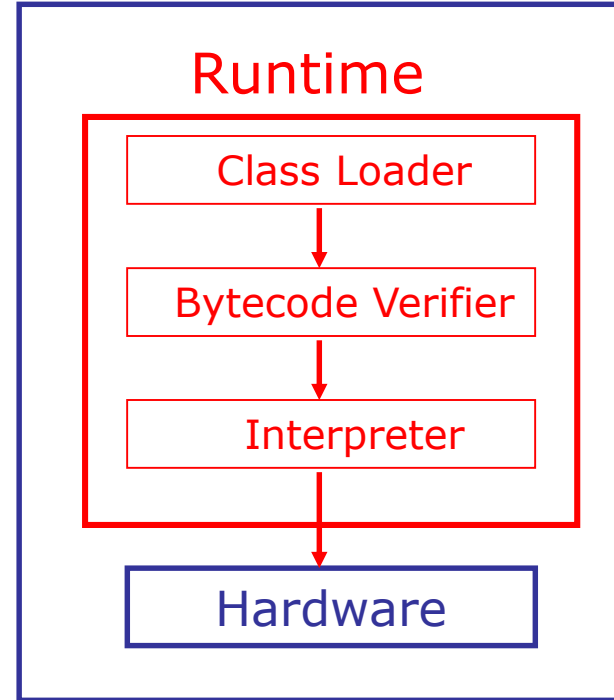 Runtime
Class Loader
Bytecode Verifier
Interpreter
Hardware